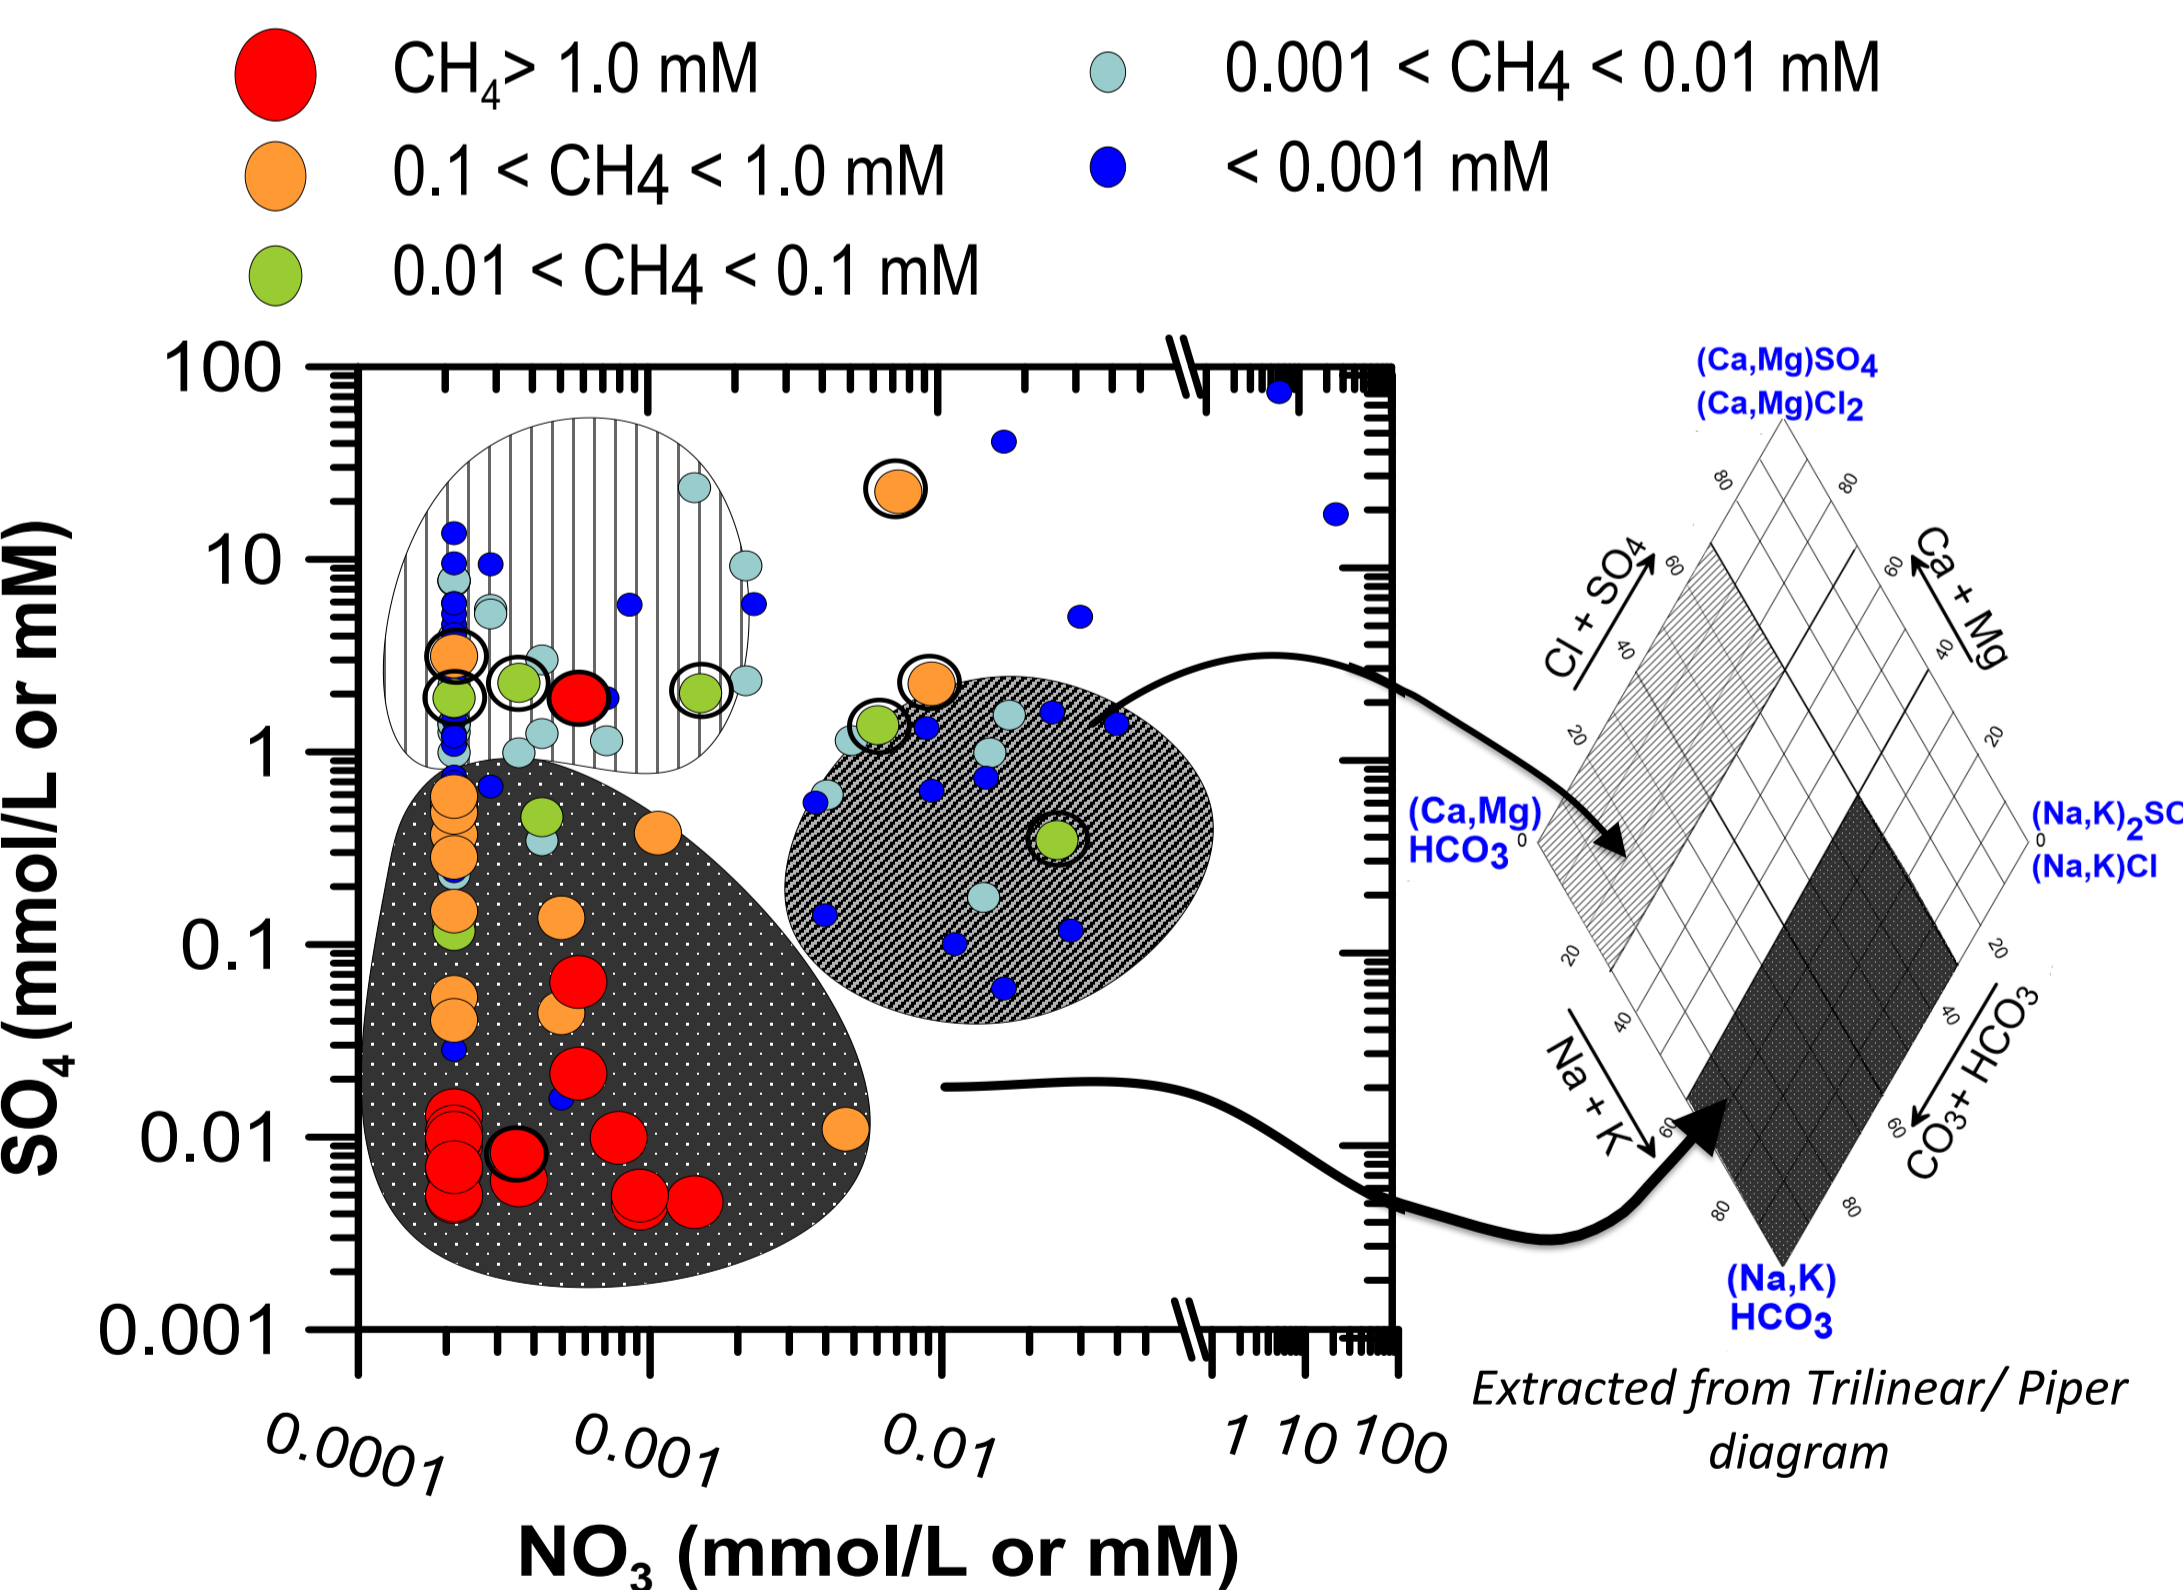 CH4> 1.0 mM
0.1 < CH4 < 1.0 mM
0.01 < CH4 < 0.1 mM
0.001 < CH4 < 0.01 mM
< 0.001 mM
SO4 (mmol/L or mM)
100
10
1
0.1
0.01
0.001
0.0001
0.001
0.01
1
10
100
NO3 (mmol/L or mM)
(Ca,Mg)SO4
(Ca,Mg)Cl2
80
80
Cl + SO4
60
60
Ca + Mg
40
40
20
20
(Ca,Mg)
HCO3
0
0
(Na,K)2SO
(Na,K)Cl
20
20
40
40
Na + K
CO3+ HCO3
60
60
80
80
(Na,K)
HCO3
Extracted from Trilinear/ Piper
diagram